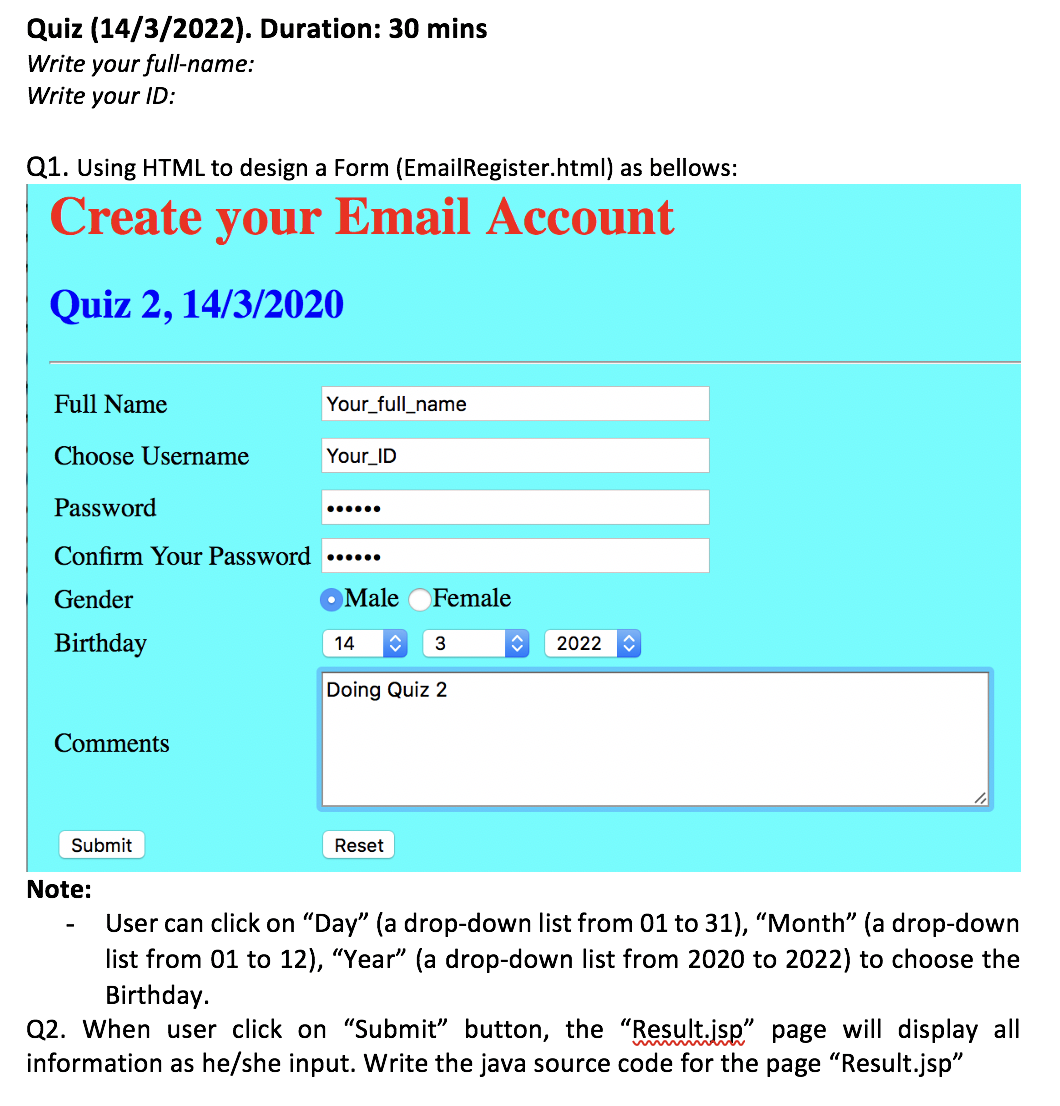 Quiz (14/3/2022). Duration: 30 mins
Write your full-name:
Write your ID:
Q1. Using HTML to design a Form (EmailRegister.html) as bellows:
Create your Email Account
Quiz 2, 14/3/2020
Full Name Your_full_name
Choose Username Your_ID
Password ••••••
Confirm Your Password ••••••
Gender Male Female
Birthday 14 3 2022
Doing Quiz 2
Comments
Submit Reset
Note:
- User can click on “Day” (a drop-down list from 01 to 31), “Month” (a drop-down
list from 01 to 12), “Year” (a drop-down list from 2020 to 2022) to choose the
Birthday.
Q2. When user click on “Submit” button, the “Result.jsp” page will display all
information as he/she input. Write the java source code for the page “Result.jsp”